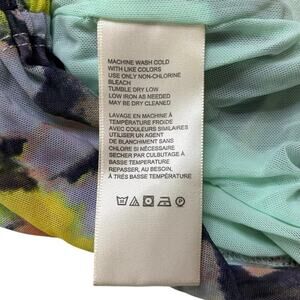 MACHINE WASH COLD
WITH LIKE COLORS
USE ONLY NON-CHLORINE
BLEACH
TUMBLE DRY LOW
LOW IRON AS NEEDED
MAY BE DRY CLEANED
LAVAGE EN MACHINE À
TEMPÉRATURE FROIDE
AVEC COULEURS SIMILAIRES
UTILISER UN AGENT
DE BLANCHIMENT SANS
CHLORE SI NÉCESSAIRE
SECHER PAR CULBUTAGE À
BASSE TEMPÉRATURE
REPASSER, AU BESOIN,
À TRÈS BASSE TEMPÉRATURE